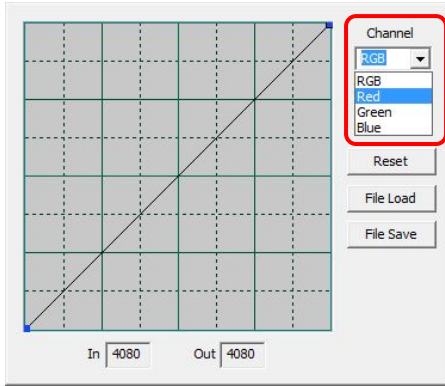 Channel
RGB
RGB
Red
Green
Blue
Reset
File Load
File Save
In 4080 Out 4080